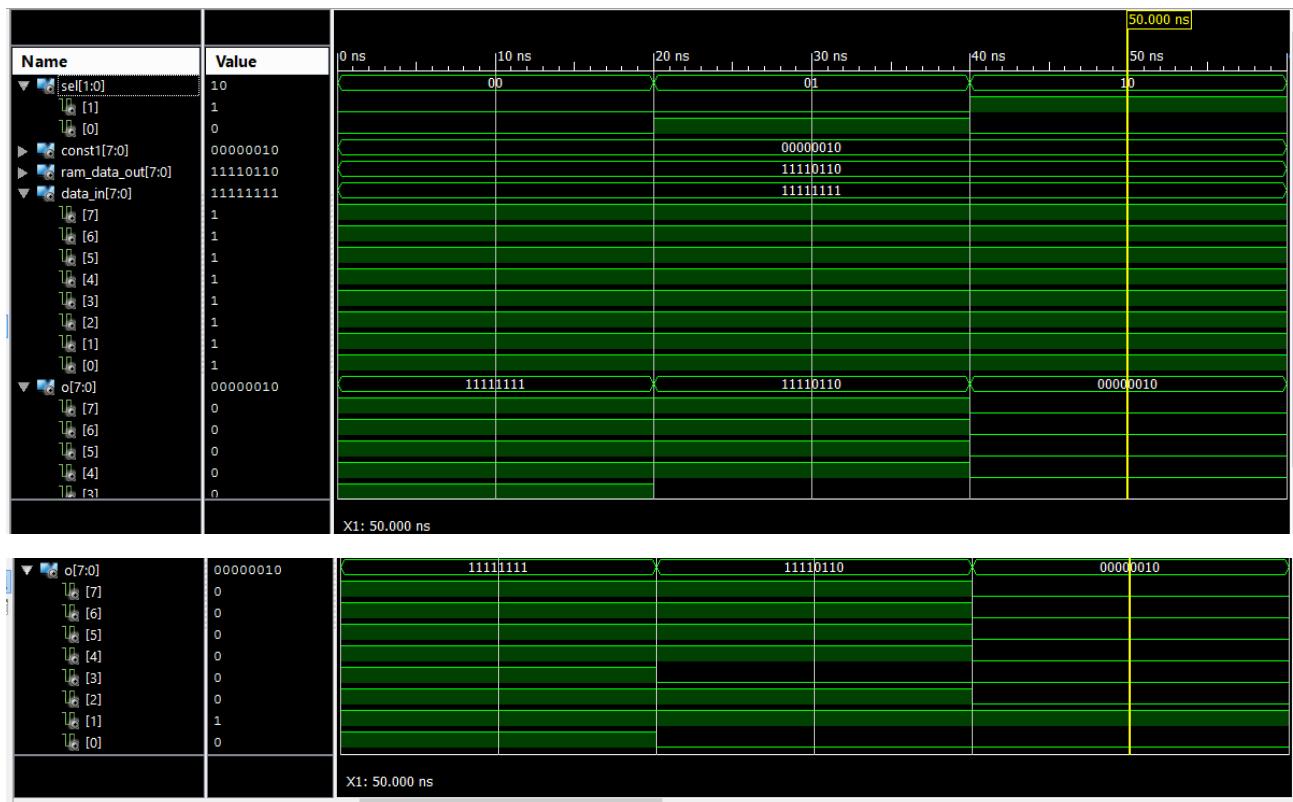 50.000 ns
Name Value 0 ns 10 ns 20 ns 30 ns 40 ns 50 ns
sel[1:0] 10 00 01 10
[1] 1
[0] 0
const1[7:0] 00000010 00000010
ram_data_out[7:0] 11110110 11110110
data_in[7:0] 11111111 11111111
[7] 1
[6] 1
[5] 1
[4] 1
[3] 1
[2] 1
[1] 1
[0] 1
o[7:0] 00000010 11111111 11110110 00000010
[7] 0
[6] 0
[5] 0
[4] 0
[3] 0
X1: 50.000 ns
o[7:0] 00000010 11111111 11110110 00000010
[7] 0
[6] 0
[5] 0
[4] 0
[3] 0
[2] 0
[1] 1
[0] 0
X1: 50.000 ns